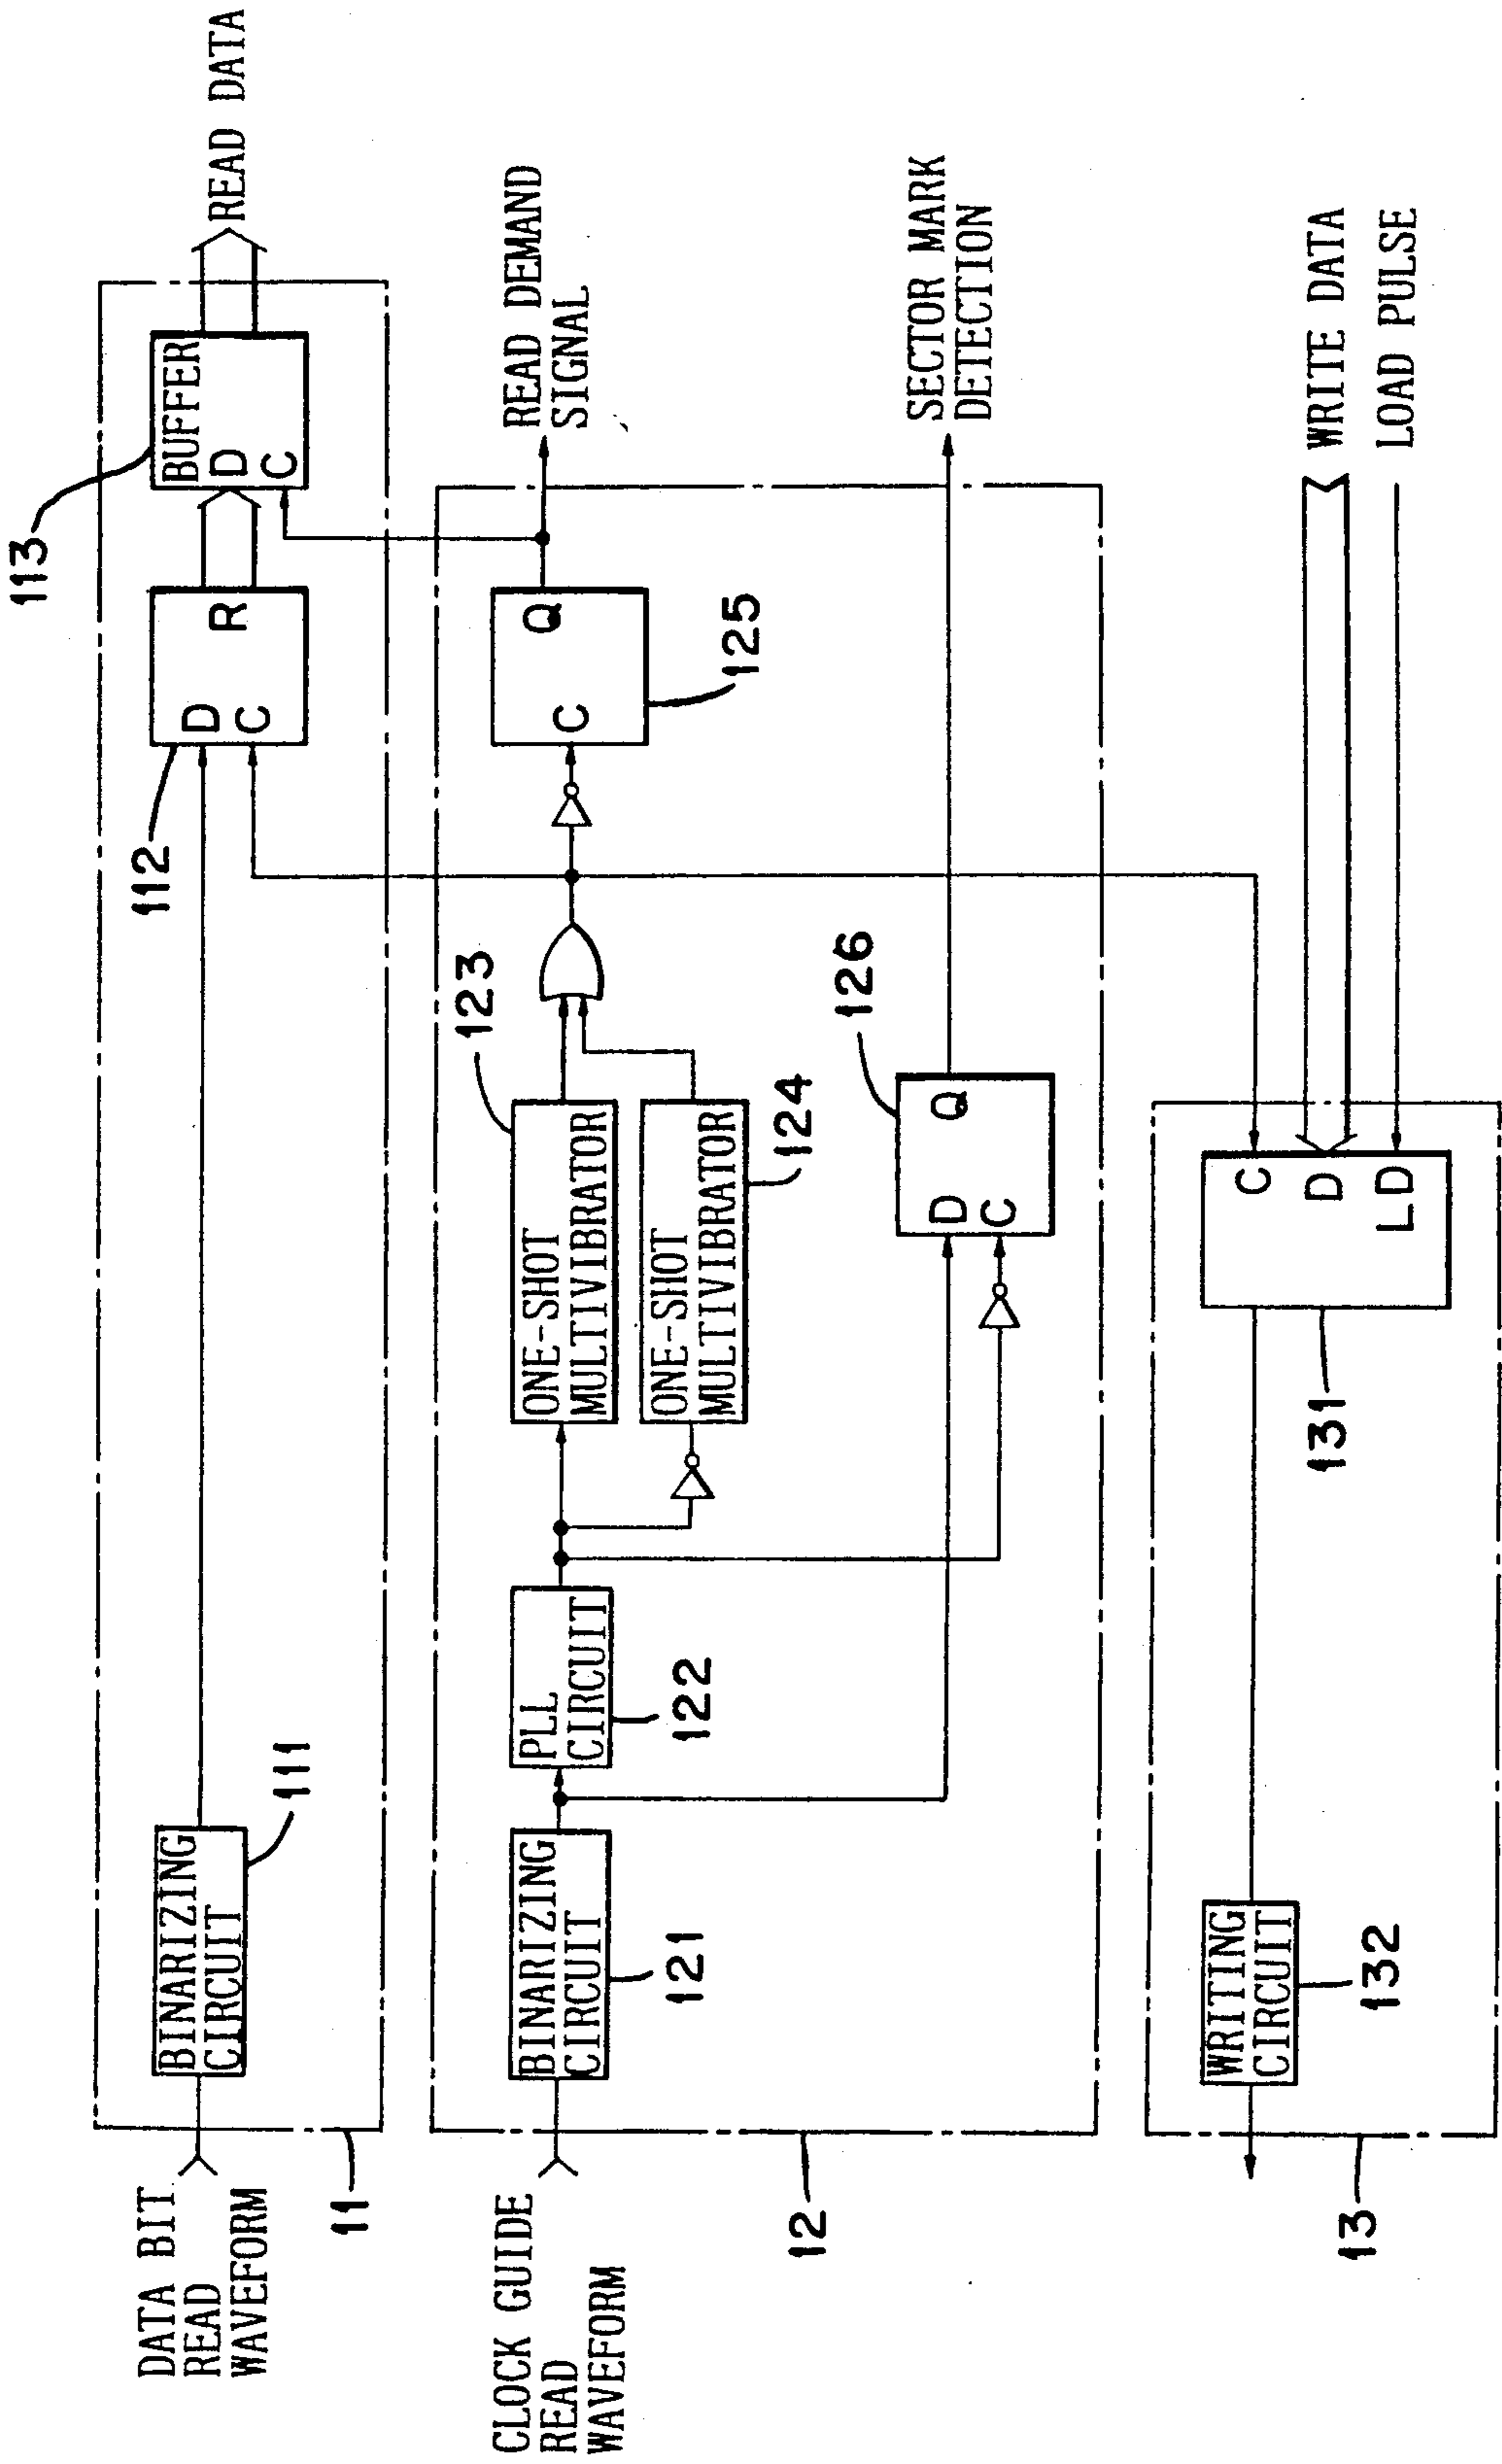 DATA BIT
READ
WAVEFORM
11
BINARIZING
CIRCUIT
111
112
D
C
R
113
BUFFER
D
C
READ DATA
CLOCK GUIDE
READ
WAVEFORM
12
BINARIZING
CIRCUIT
121
PLL
CIRCUIT
122
ONE-SHOT
MULTIVIBRATOR
123
ONE-SHOT
MULTIVIBRATOR
124
C
Q
125
READ DEMAND
SIGNAL
126
D
C
Q
SECTOR MARK
DETECTION
13
WRITING
CIRCUIT
132
131
C
D
LD
WRITE DATA
LOAD PULSE